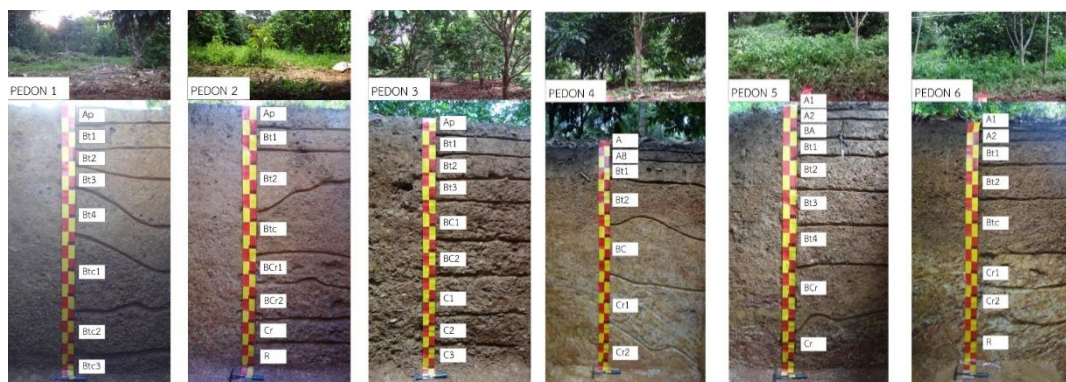 PEDON 1
Ap
Bt1
Bt2
Bt3
Bt4
Btc1
Btc2
Btc3
PEDON 2
Ap
Bt1
Bt2
Btc
BCr1
BCr2
Cr
R
PEDON 3
Ap
Bt1
Bt2
Bt3
BC1
BC2
C1
C2
C3
PEDON 4
A
AB
Bt1
Bt2
BC
Cr1
Cr2
PEDON 5
A1
A2
BA
Bt1
Bt2
Bt3
Bt4
BCr
Cr
PEDON 6
A1
A2
Bt1
Bt2
Btc
Cr1
Cr2
R